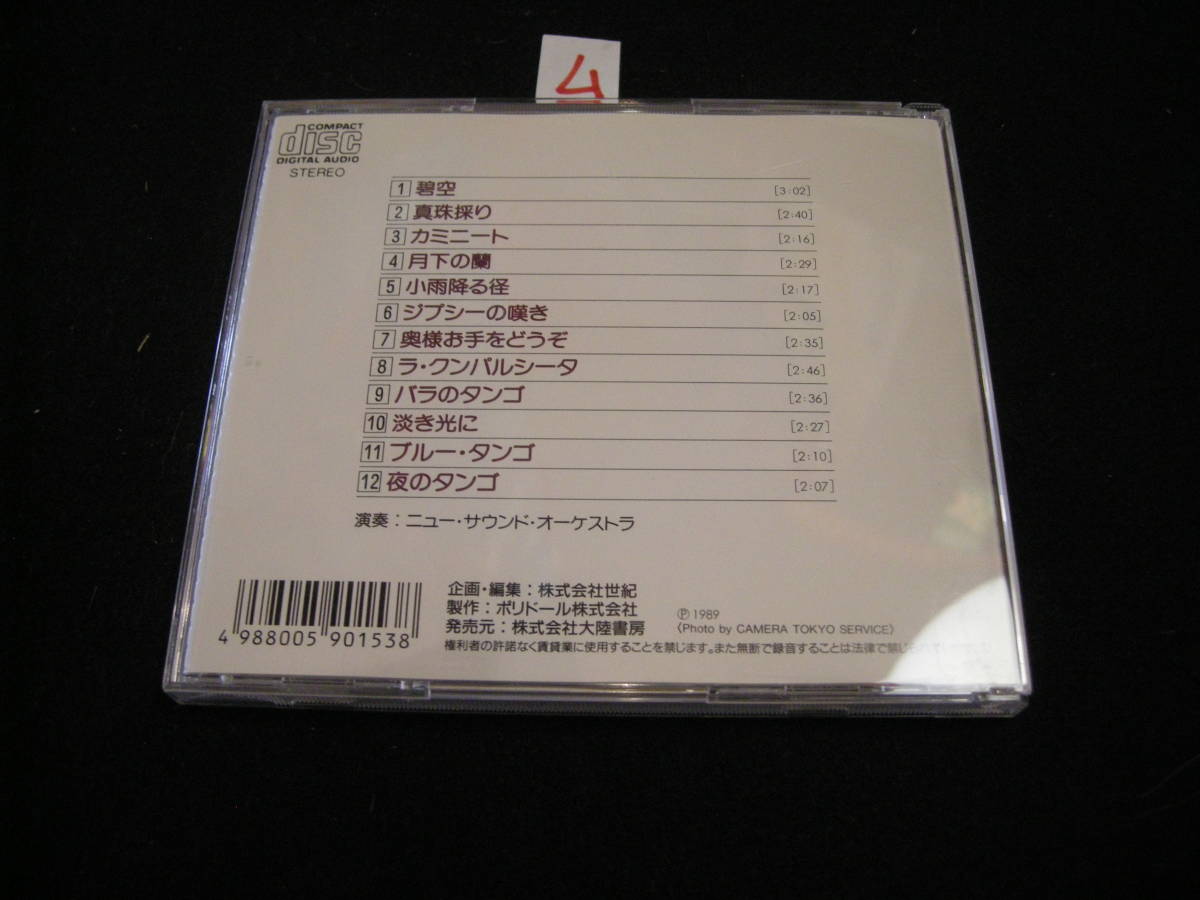 ム
COMPACT
disc
DIGITAL AUDIO
STEREO
1 碧空 [3:02]
2 真珠採り [2:40]
3 カミニート [2:16]
4 月下の蘭 [2:29]
5 小雨降る径 [2:17]
6 ジプシーの嘆き [2:05]
7 奥様お手をどうぞ [2:35]
8 ラ・クンパルシータ [2:46]
9 バラのタンゴ [2:36]
10 淡き光に [2:27]
11 ブルー・タンゴ [2:10]
12 夜のタンゴ [2:07]
演奏：ニュー・サウンド・オーケストラ
企画・編集：株式会社世紀
製作：ポリドール株式会社
発売元：株式会社大陸書房
Ⓟ1989
〈Photo by CAMERA TOKYO SERVICE〉
権利者の許諾なく賃貸業に使用することを禁じます。また無断で録音することは法律で禁じ
4 988005 901538